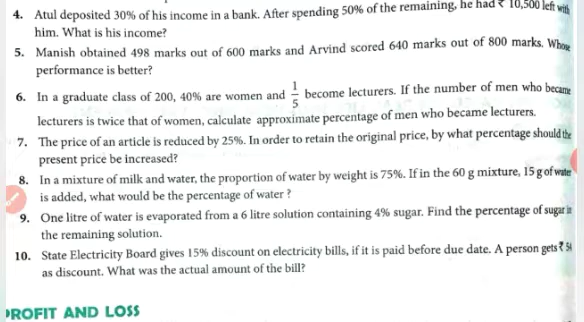 4. Atul deposited 30% of his income in a bank. After spending 50% of the remaining, he had ₹ 10,500 left with
him. What is his income?
5. Manish obtained 498 marks out of 600 marks and Arvind scored 640 marks out of 800 marks. Whose
performance is better?
6. In a graduate class of 200, 40% are women and 1/5 become lecturers. If the number of men who became
lecturers is twice that of women, calculate approximate percentage of men who became lecturers.
7. The price of an article is reduced by 25%. In order to retain the original price, by what percentage should the
present price be increased?
8. In a mixture of milk and water, the proportion of water by weight is 75%. If in the 60 g mixture, 15 g of water
is added, what would be the percentage of water ?
9. One litre of water is evaporated from a 6 litre solution containing 4% sugar. Find the percentage of sugar in
the remaining solution.
10. State Electricity Board gives 15% discount on electricity bills, if it is paid before due date. A person gets ₹
as discount. What was the actual amount of the bill?
PROFIT AND LOSS